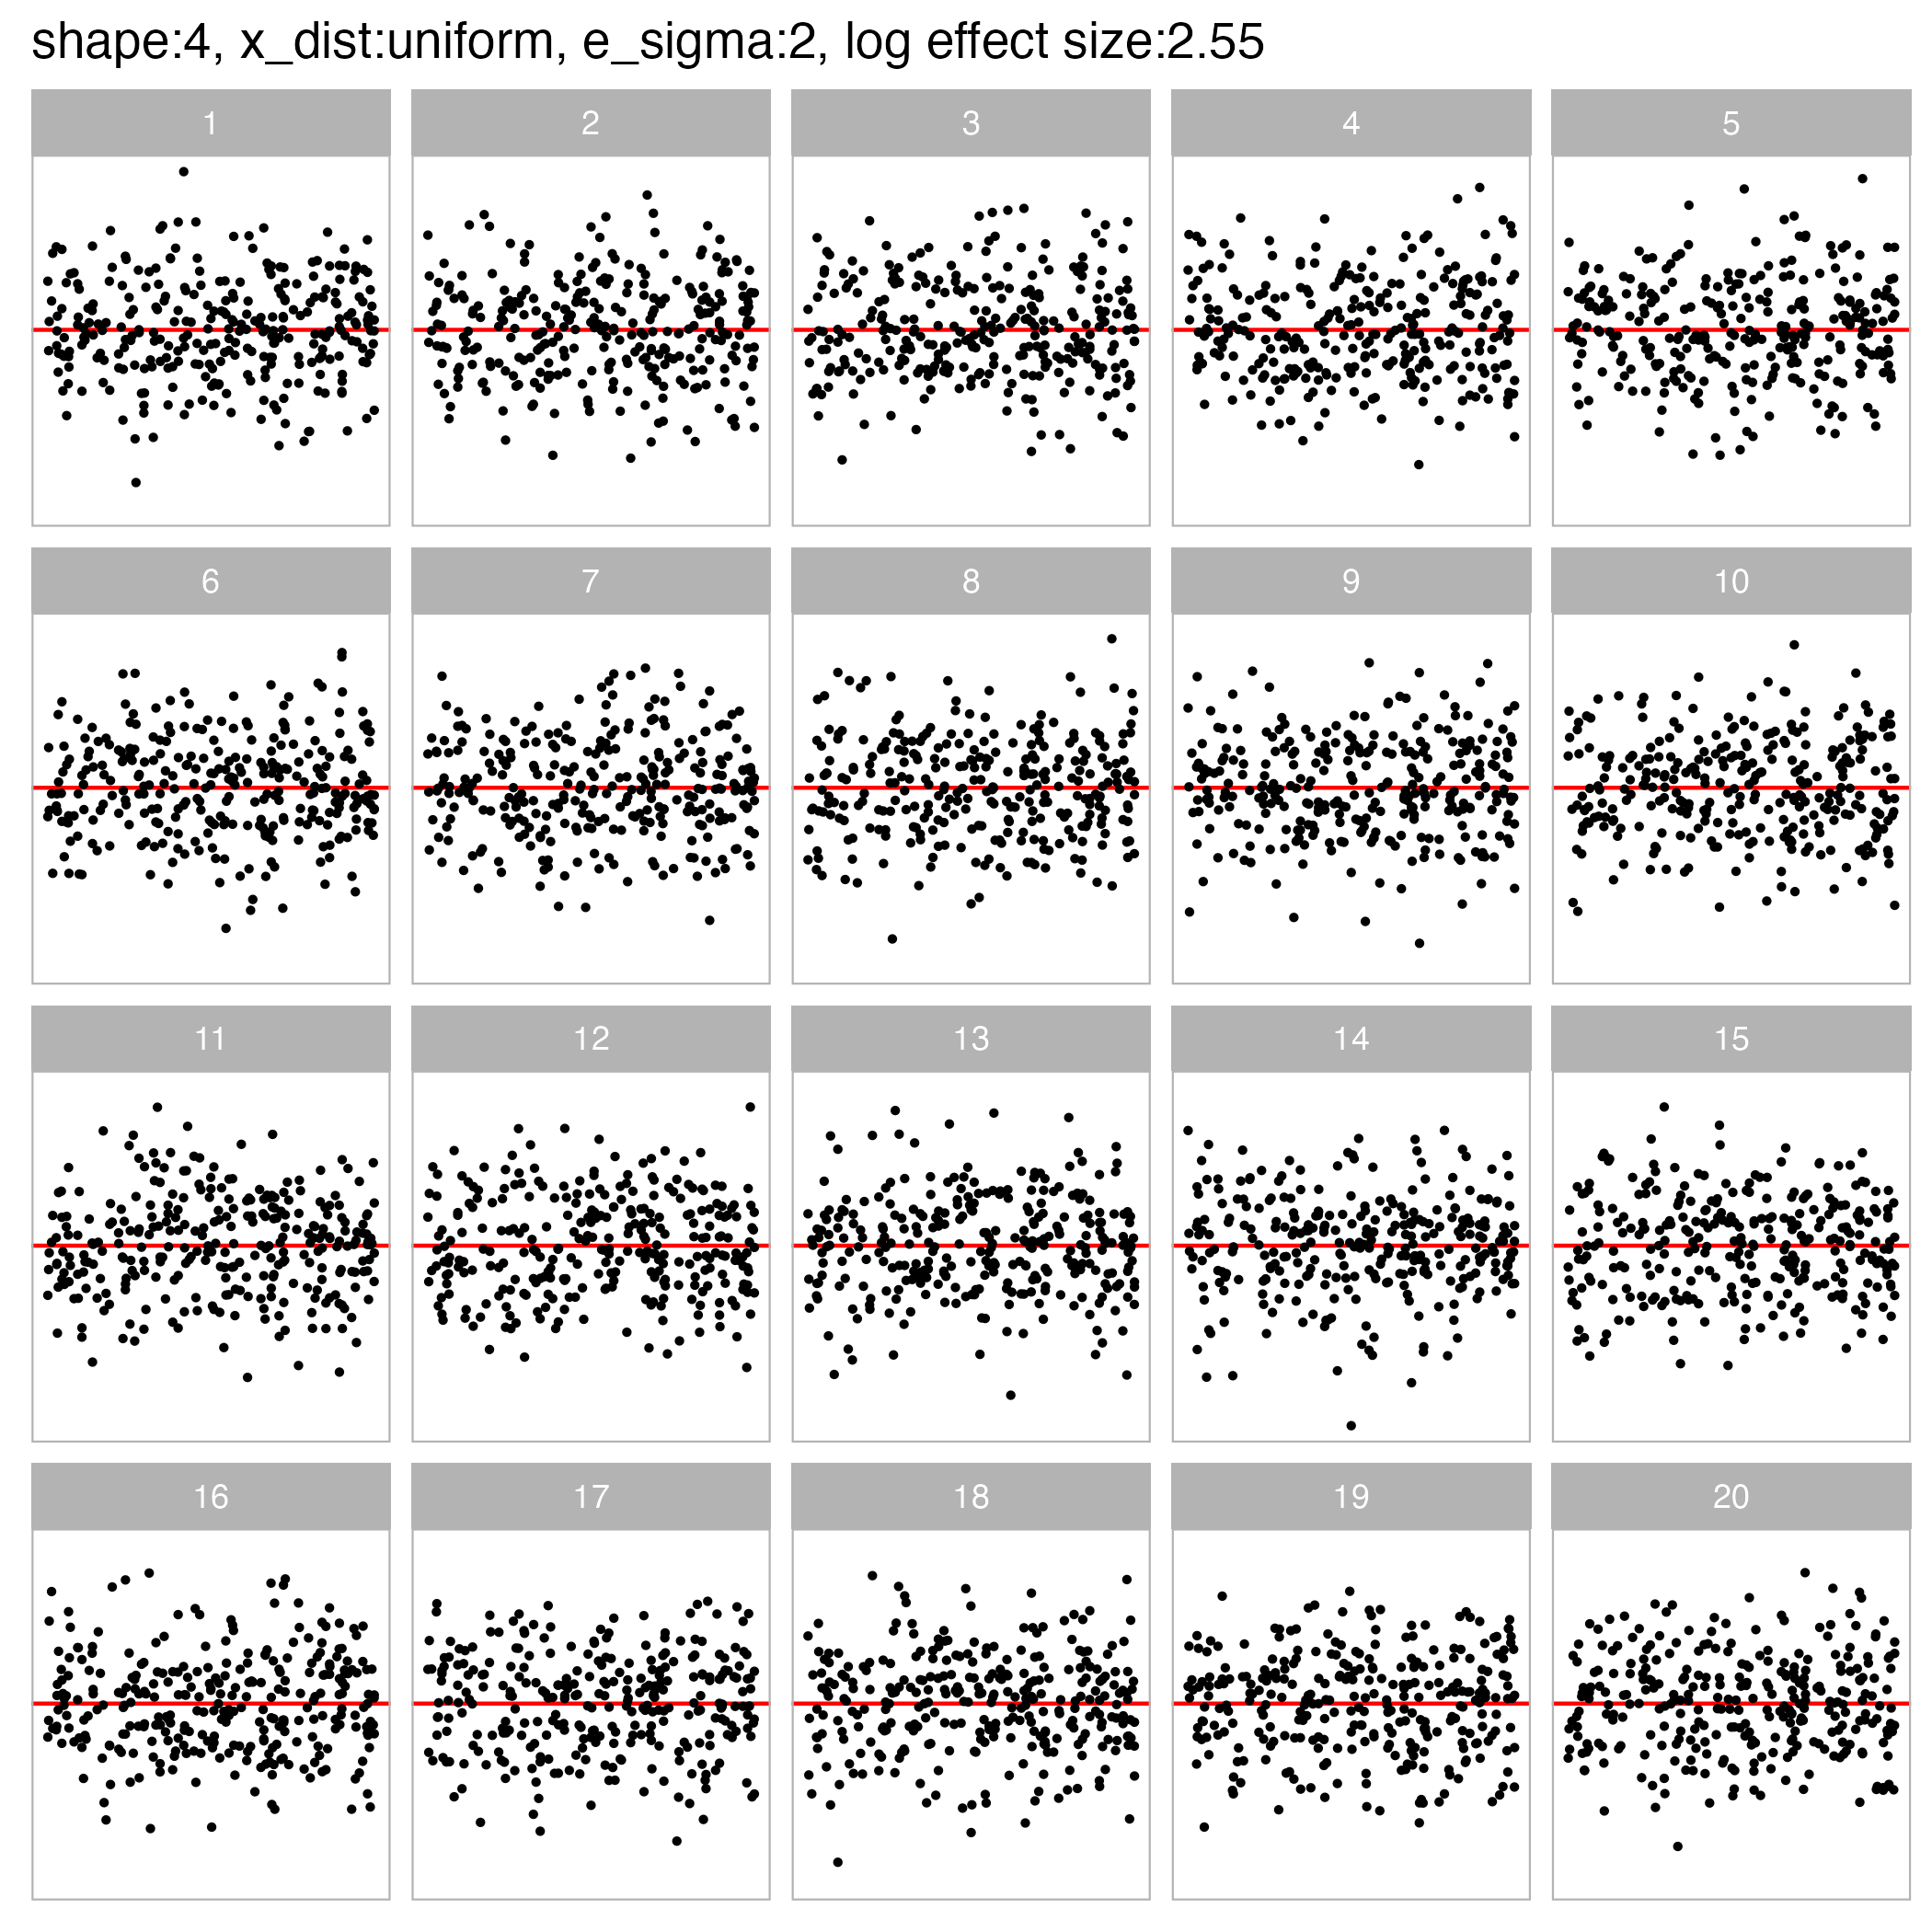 shape:4, x_dist:uniform, e_sigma:2, log effect size:2.55
1 2 3 4 5
6 7 8 9 10
11 12 13 14 15
16 17 18 19 20